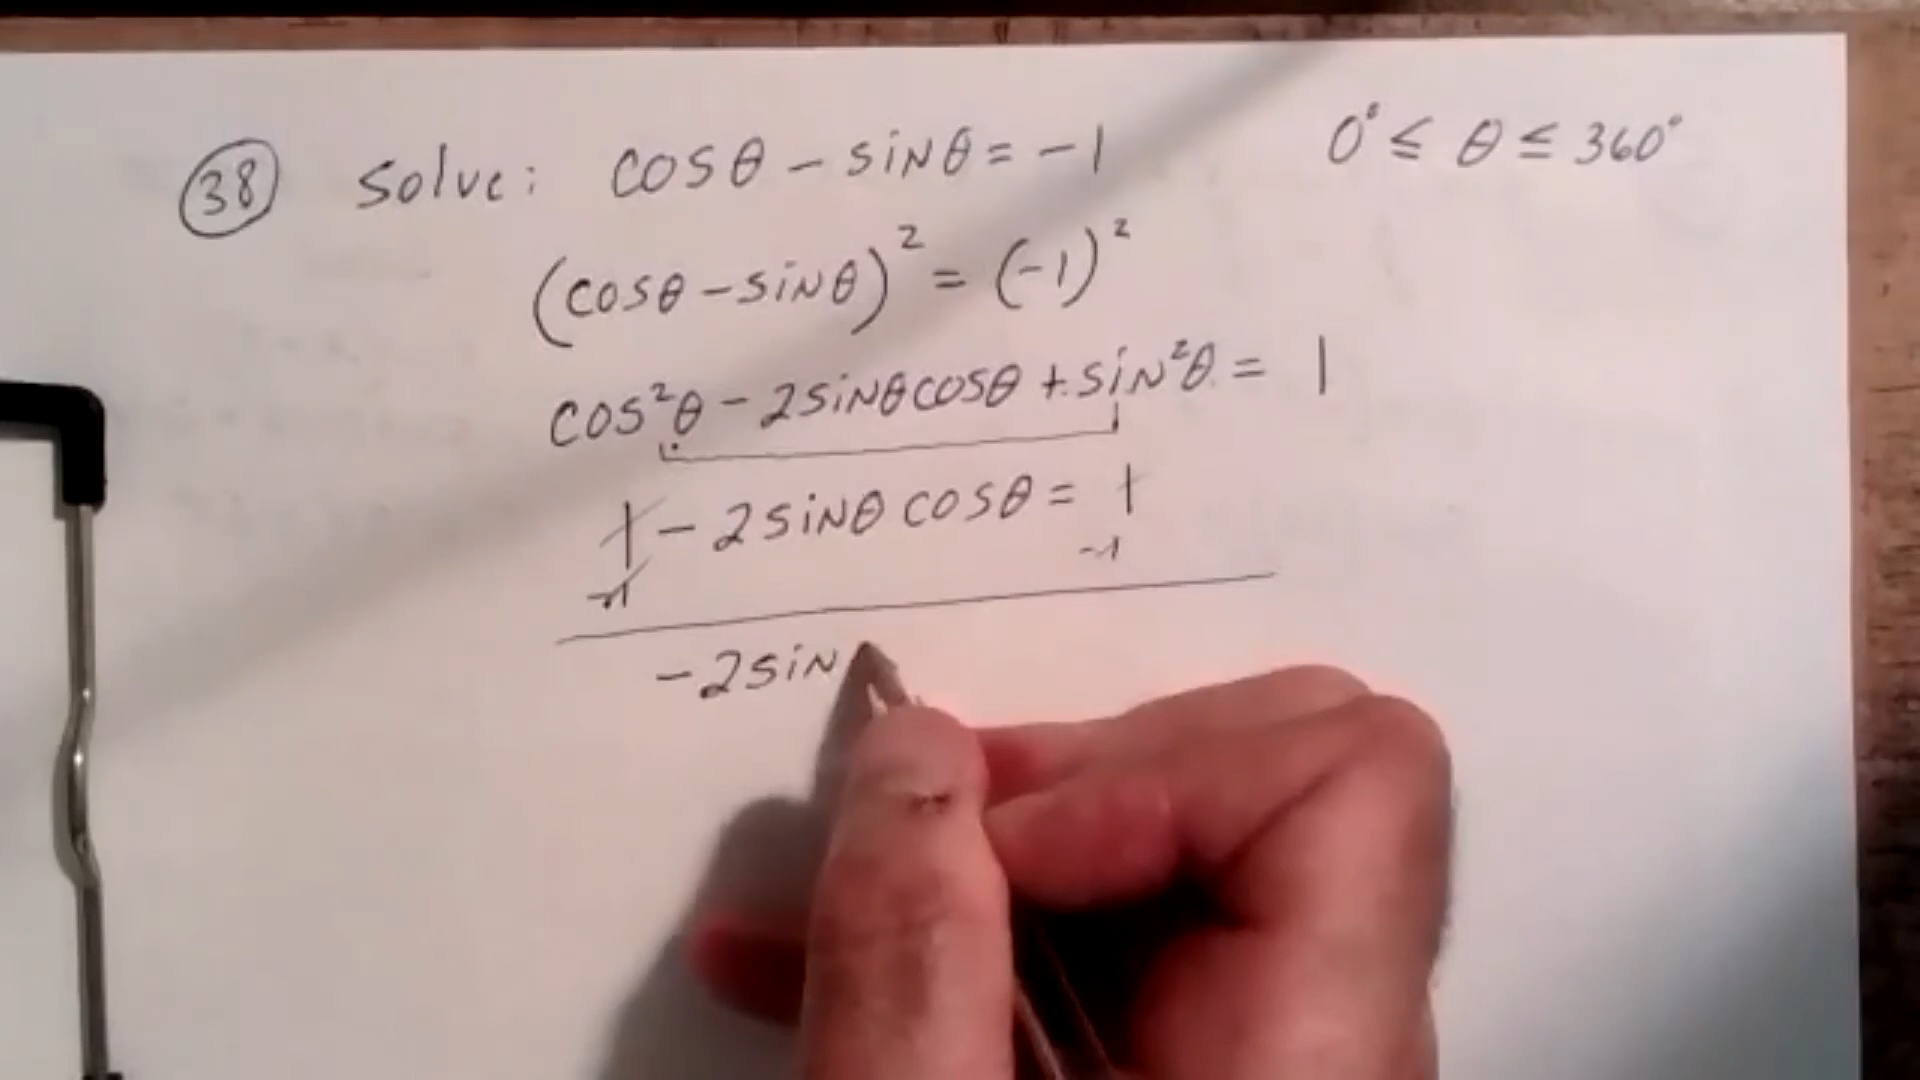 38 Solve: cosθ - sinθ = -1 0° ≤ θ ≤ 360°
(cosθ - sinθ)² = (-1)²
cos²θ - 2sinθcosθ + sin²θ = 1
1 - 2sinθ cosθ = 1
-1 -1
-2sin